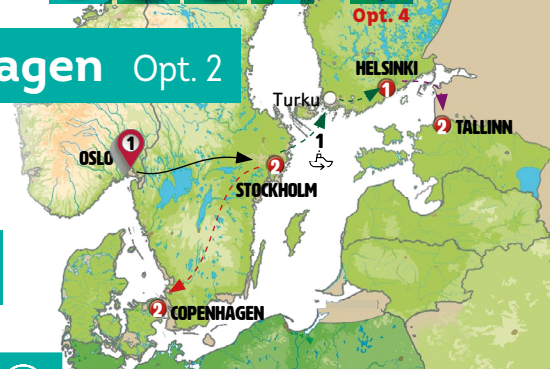 Opt. 4
agen Opt. 2
HELSINKI
1
Turku
2 TALLINN
1
OSLO 1
2
STOCKHOLM
2 COPENHAGEN